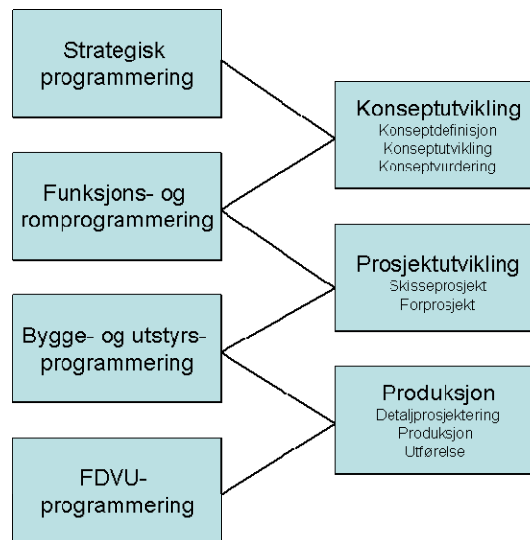 Strategisk
programmering
Funksjons- og
romprogrammering
Bygge- og utstyrs-
programmering
FDVU-
programmering
Konseptutvikling
Konseptdefinisjon
Konseptutvikling
Konseptvurdering
Prosjektutvikling
Skisseprosjekt
Forprosjekt
Produksjon
Detaljprosjektering
Produksjon
Utførelse